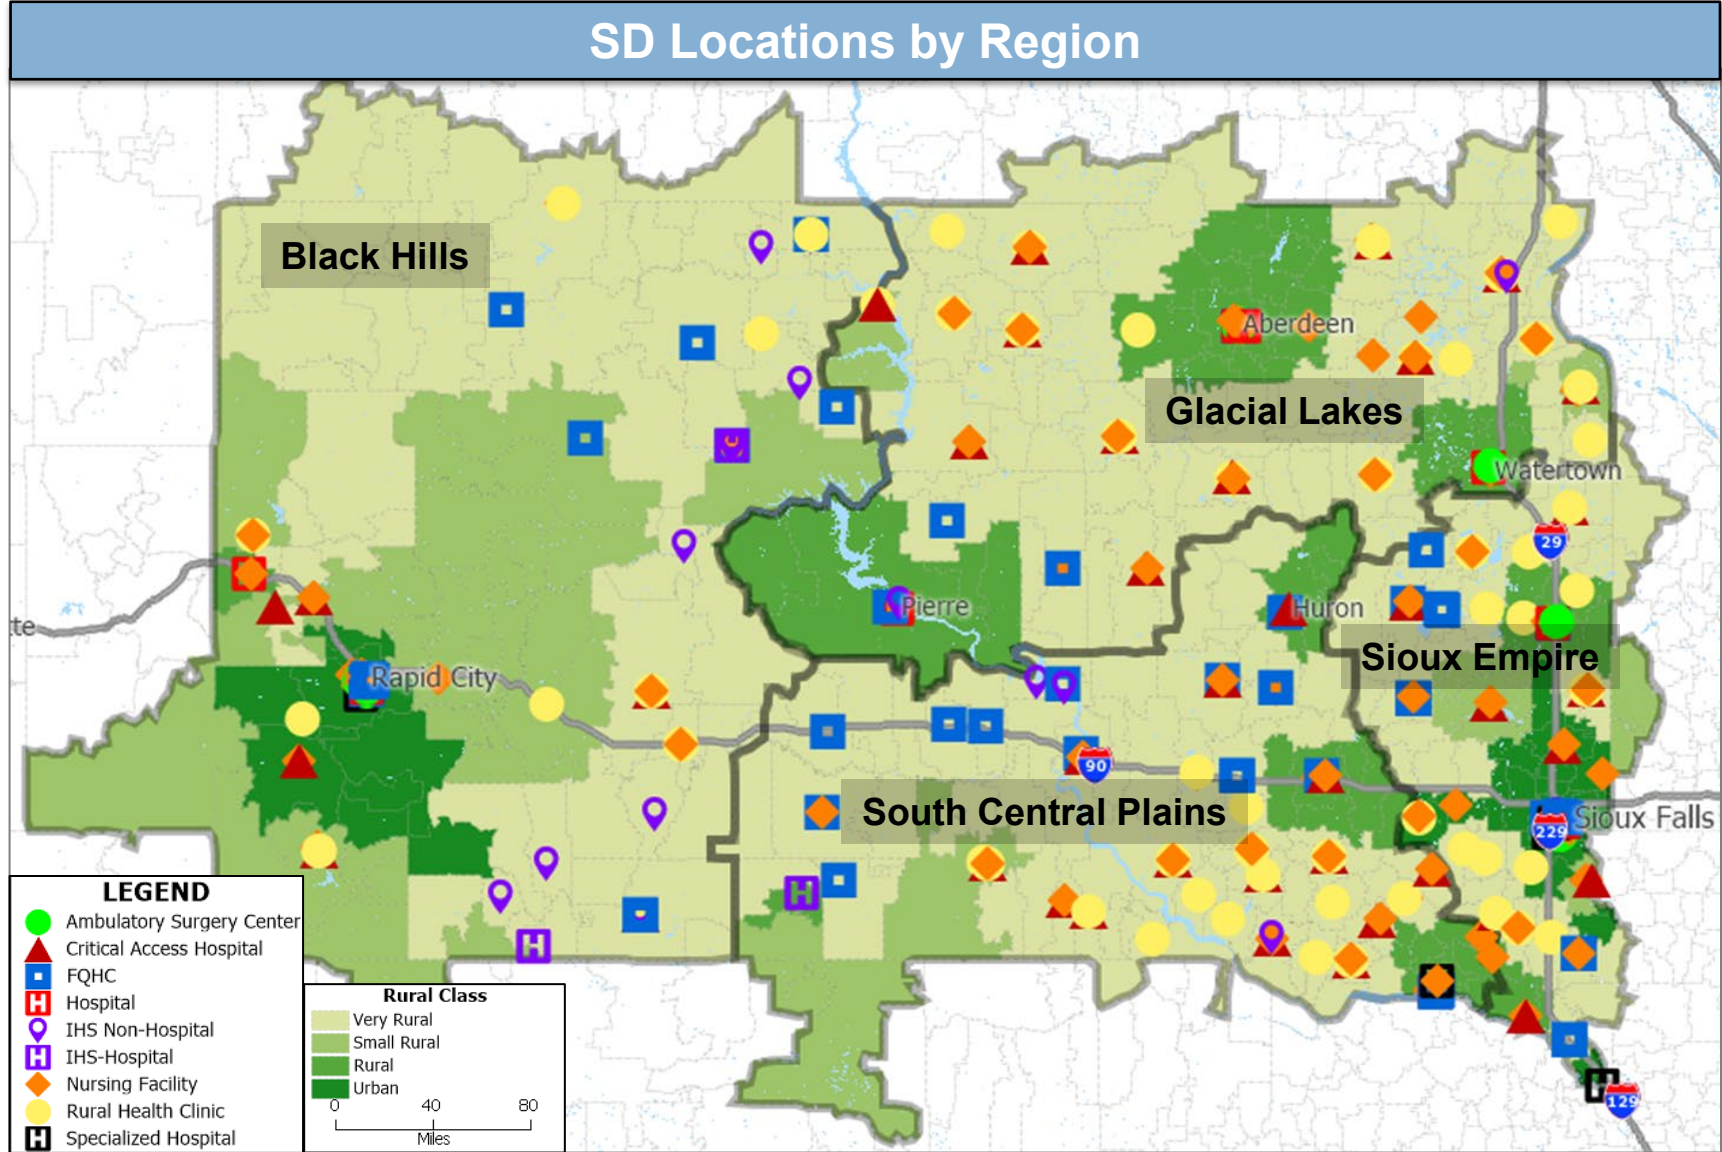 SD Locations by Region
Black Hills
Aberdeen
Glacial Lakes
Watertown
29
Pierre
Huron
te
Sioux Empire
Rapid City
90
South Central Plains
Sioux Falls
229
129
LEGEND
Ambulatory Surgery Center
Critical Access Hospital
FQHC
H Hospital
IHS Non-Hospital
H IHS-Hospital
Nursing Facility
Rural Health Clinic
H Specialized Hospital
Rural Class
Very Rural
Small Rural
Rural
Urban
0 40 80
Miles